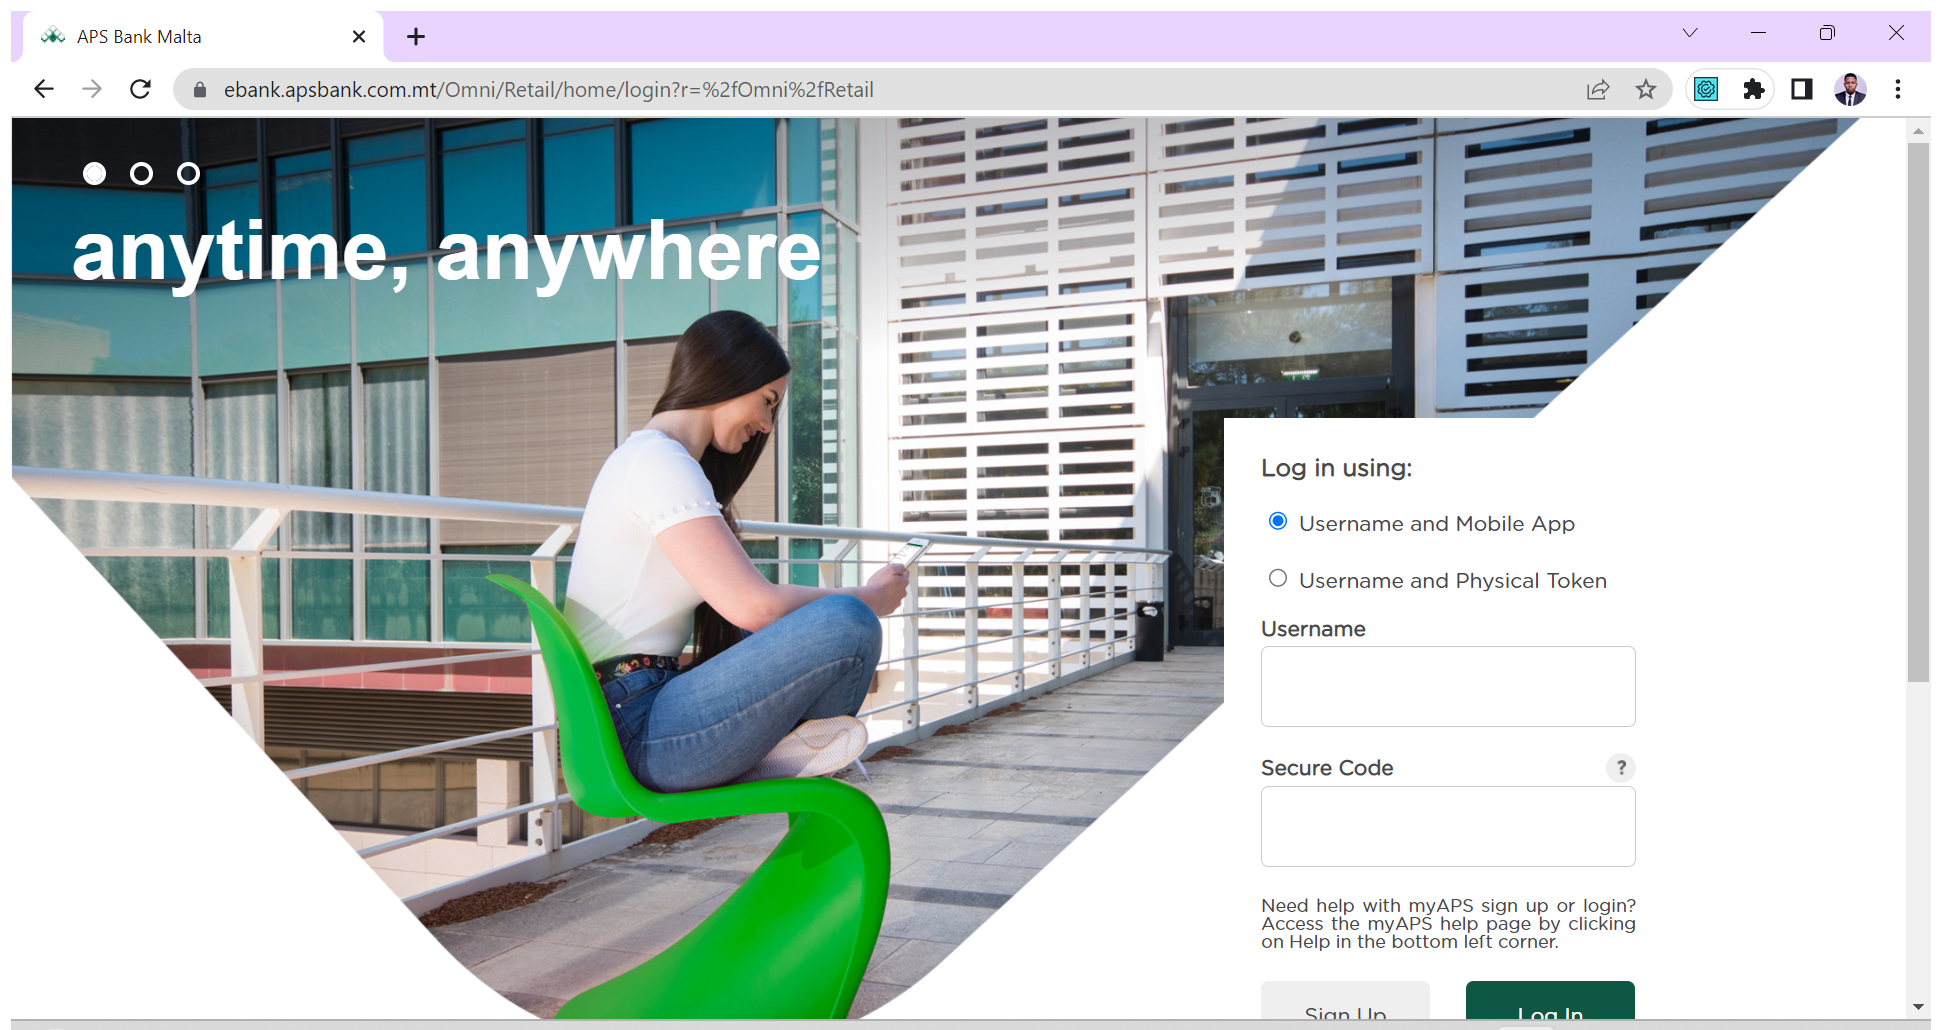 APS Bank Malta
ebank.apsbank.com.mt/Omni/Retail/home/login?r=%2fOmni%2fRetail
anytime, anywhere
Log in using:
Username and Mobile App
Username and Physical Token
Username
Secure Code
?
Need help with myAPS sign up or login?
Access the myAPS help page by clicking
on Help in the bottom left corner.
Sign Up
Log In